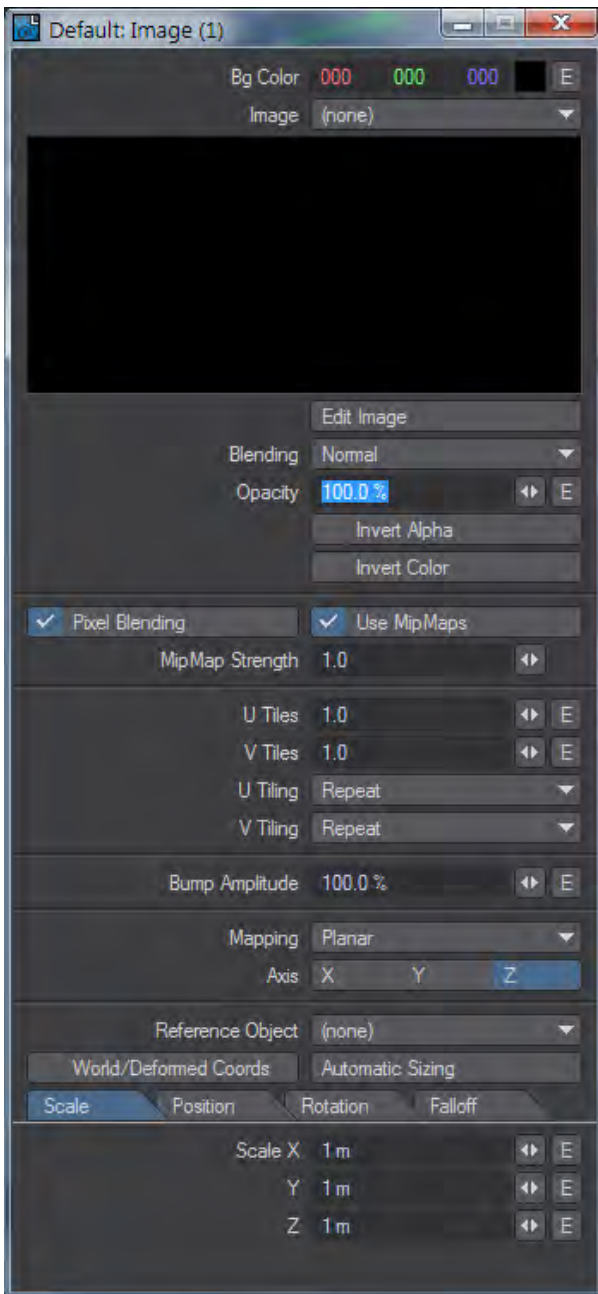 Default: Image (1)
Bg Color 000 000 000 E
Image (none)
Edit Image
Blending Normal
Opacity 100.0 % E
Invert Alpha
Invert Color
Pixel Blending Use MipMaps
MipMap Strength 1.0
U Tiles 1.0 E
V Tiles 1.0 E
U Tiling Repeat
V Tiling Repeat
Bump Amplitude 100.0 % E
Mapping Planar
Axis X Y Z
Reference Object (none)
World/Deformed Coords Automatic Sizing
Scale Position Rotation Falloff
Scale X 1 m E
Y 1 m E
Z 1 m E